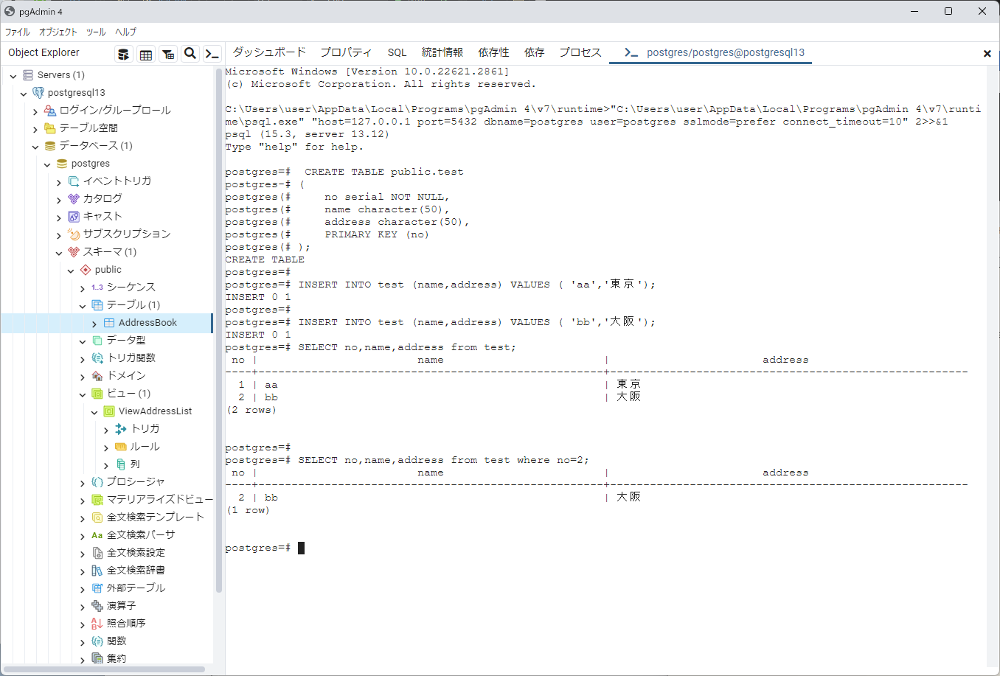 pgAdmin 4
ファイル オブジェクト ツール ヘルプ
Object Explorer
ダッシュボード プロパティ SQL 統計情報 依存性 依存 プロセス postgres/postgres@postgresql13
Servers (1)
postgresql13
ログイン/グループロール
テーブル空間
データベース (1)
postgres
イベントトリガ
カタログ
キャスト
サブスクリプション
スキーマ (1)
public
1..3 シーケンス
テーブル (1)
AddressBook
データ型
トリガ関数
ドメイン
ビュー (1)
ViewAddressList
トリガ
ルール
列
プロシージャ
マテリアライズドビュー
全文検索テンプレート
Aa 全文検索パーサ
全文検索設定
全文検索辞書
外部テーブル
演算子
照合順序
関数
集約
Microsoft Windows [Version 10.0.22621.2861]
(c) Microsoft Corporation. All rights reserved.
C:\Users\user\AppData\Local\Programs\pgAdmin 4\v7\runtime>"C:\Users\user\AppData\Local\Programs\pgAdmin 4\v7\runti
me\psql.exe" "host=127.0.0.1 port=5432 dbname=postgres user=postgres sslmode=prefer connect_timeout=10" 2>>&1
psql (15.3, server 13.12)
Type "help" for help.
postgres=#  CREATE TABLE public.test
postgres-# (
postgres(#     no serial NOT NULL,
postgres(#     name character(50),
postgres(#     address character(50),
postgres(#     PRIMARY KEY (no)
postgres(# );
CREATE TABLE
postgres=#
postgres=# INSERT INTO test (name,address) VALUES ( 'aa','東京');
INSERT 0 1
postgres=#
postgres=# INSERT INTO test (name,address) VALUES ( 'bb','大阪');
INSERT 0 1
postgres=# SELECT no,name,address from test;
no | name | address
----+----------------------------------------------------+----------------------------------------------------
1 | aa | 東京
2 | bb | 大阪
(2 rows)
postgres=#
postgres=# SELECT no,name,address from test where no=2;
no | name | address
----+----------------------------------------------------+----------------------------------------------------
2 | bb | 大阪
(1 row)
postgres=#